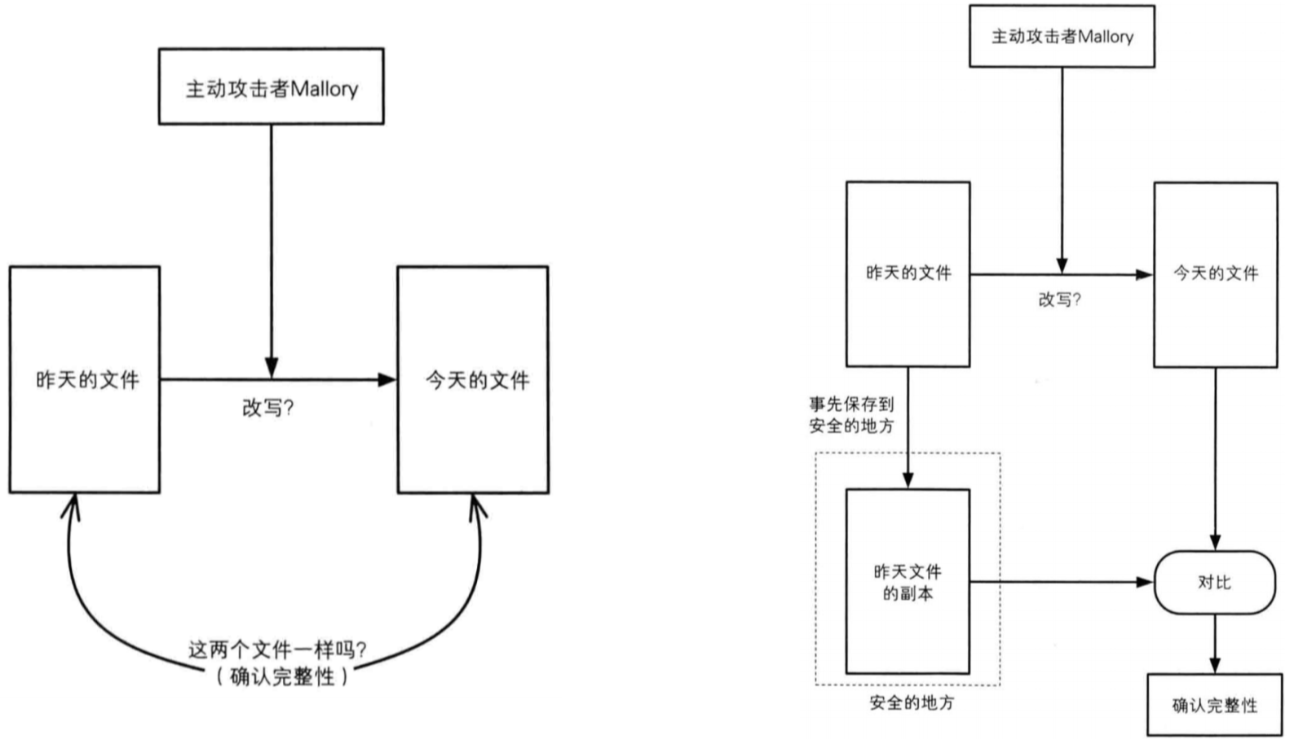 主动攻击者Mallory
昨天的文件
今天的文件
改写?
这两个文件一样吗?
(确认完整性)
主动攻击者Mallory
昨天的文件
今天的文件
改写?
事先保存到
安全的地方
昨天文件
的副本
对比
安全的地方
确认完整性